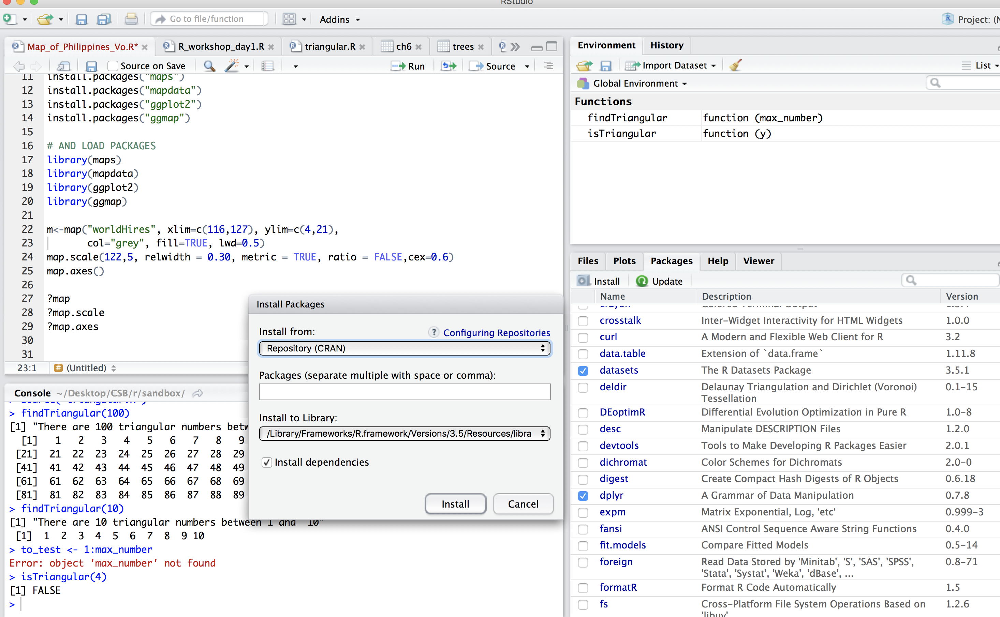 RStudio
Go to file/function
Addins
Project: (N
Map_of_Philippines_Vo.R*
R_workshop_day1.R
triangular.R
ch6
trees
Source on Save
Run
Source
11 install.packages("maps")
12 install.packages("mapdata")
13 install.packages("ggplot2")
14 install.packages("ggmap")
15
16 # AND LOAD PACKAGES
17 library(maps)
18 library(mapdata)
19 library(ggplot2)
20 library(ggmap)
21
22 m<-map("worldHires", xlim=c(116,127), ylim=c(4,21),
23 col="grey", fill=TRUE, lwd=0.5)
24 map.scale(122,5, relwidth = 0.30, metric = TRUE, ratio = FALSE,cex=0.6)
25 map.axes()
26
27 ?map
28 ?map.scale
29 ?map.axes
30
31
23:1 # (Untitled)
Console ~/Desktop/CSB/r/sandbox/
> findTriangular(100)
[1] "There are 100 triangular numbers betw
[1] 1 2 3 4 5 6 7 8 9
[21] 21 22 23 24 25 26 27 28 29
[41] 41 42 43 44 45 46 47 48 49
[61] 61 62 63 64 65 66 67 68 69
[81] 81 82 83 84 85 86 87 88 89
> findTriangular(10)
[1] "There are 10 triangular numbers between 1 and 10"
[1] 1 2 3 4 5 6 7 8 9 10
> to_test <- 1:max_number
Error: object 'max_number' not found
> isTriangular(4)
[1] FALSE
>
Install Packages
Install from:
? Configuring Repositories
Repository (CRAN)
Packages (separate multiple with space or comma):
Install to Library:
/Library/Frameworks/R.framework/Versions/3.5/Resources/libra
Install dependencies
Install
Cancel
Environment
History
Import Dataset
List
Global Environment
Functions
findTriangular function (max_number)
isTriangular function (y)
Files
Plots
Packages
Help
Viewer
Install
Update
Name Description Version
crayon Colored Terminal Output
crosstalk Inter-Widget Interactivity for HTML Widgets 1.0.0
curl A Modern and Flexible Web Client for R 3.2
data.table Extension of `data.frame` 1.11.8
datasets The R Datasets Package 3.5.1
deldir Delaunay Triangulation and Dirichlet (Voronoi) 0.1-15
Tessellation
DEoptimR Differential Evolution Optimization in Pure R 1.0-8
desc Manipulate DESCRIPTION Files 1.2.0
devtools Tools to Make Developing R Packages Easier 2.0.1
dichromat Color Schemes for Dichromats 2.0-0
digest Create Compact Hash Digests of R Objects 0.6.18
dplyr A Grammar of Data Manipulation 0.7.8
expm Matrix Exponential, Log, 'etc' 0.999-3
fansi ANSI Control Sequence Aware String Functions 0.4.0
fit.models Compare Fitted Models 0.5-14
foreign Read Data Stored by 'Minitab', 'S', 'SAS', 'SPSS', 0.8-71
'Stata', 'Systat', 'Weka', 'dBase', ...
formatR Format R Code Automatically 1.5
fs Cross-Platform File System Operations Based on 1.2.6
'libuv'